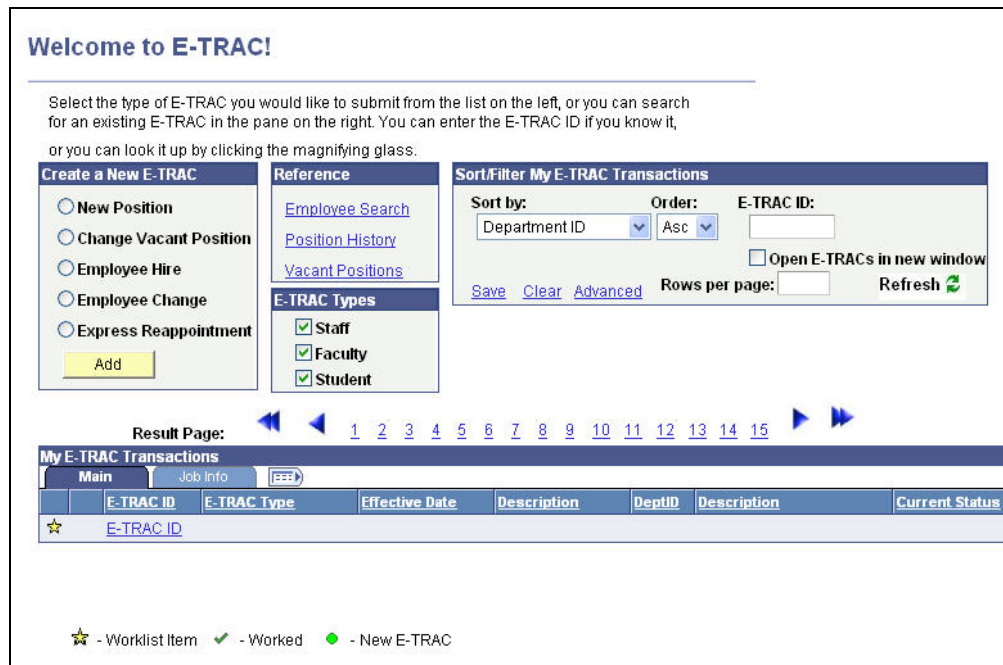 Welcome to E-TRAC!
Select the type of E-TRAC you would like to submit from the list on the left, or you can search
for an existing E-TRAC in the pane on the right. You can enter the E-TRAC ID if you know it,
or you can look it up by clicking the magnifying glass.
Create a New E-TRAC
New Position
Change Vacant Position
Employee Hire
Employee Change
Express Reappointment
Add
Reference
Employee Search
Position History
Vacant Positions
E-TRAC Types
Staff
Faculty
Student
Sort/Filter My E-TRAC Transactions
Sort by: Order: E-TRAC ID:
Department ID Asc
Open E-TRACs in new window
Save Clear Advanced Rows per page: Refresh
Result Page: 1 2 3 4 5 6 7 8 9 10 11 12 13 14 15
My E-TRAC Transactions
Main Job Info
E-TRAC ID E-TRAC Type Effective Date Description DeptID Description Current Status
E-TRAC ID
- Worklist Item - Worked - New E-TRAC